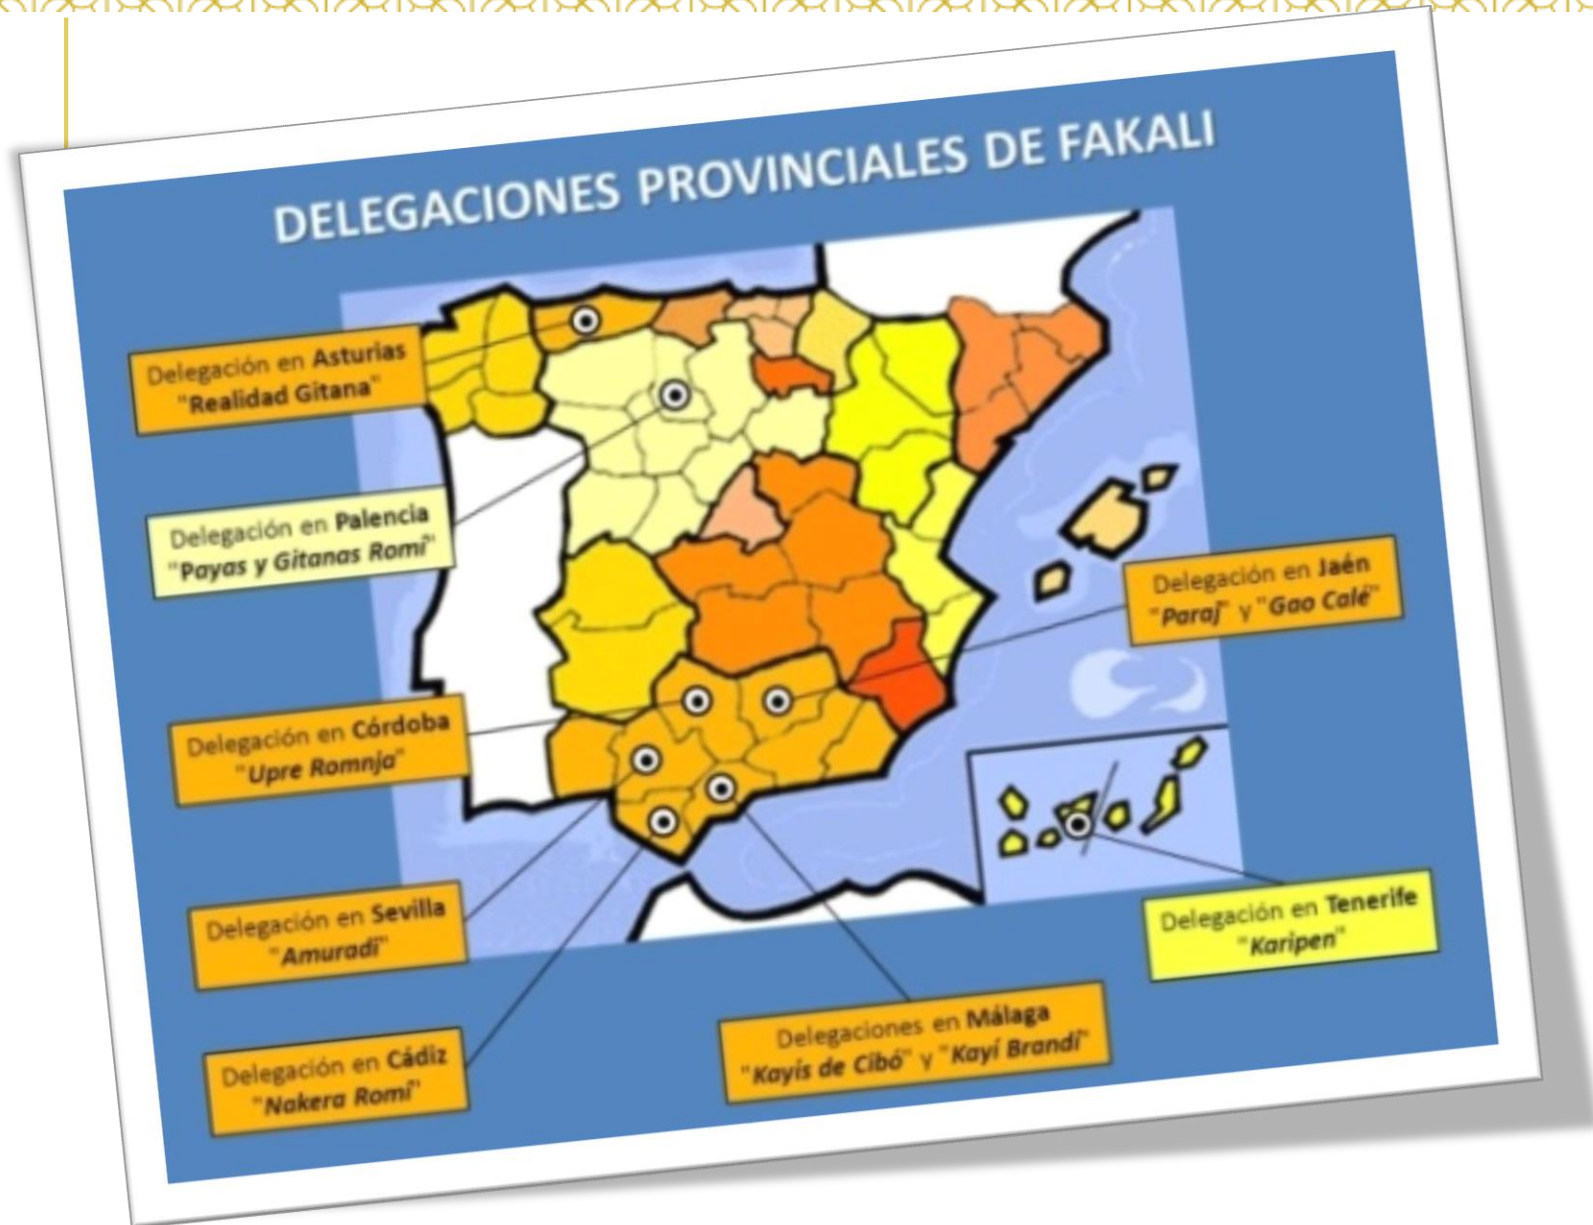 DELEGACIONES PROVINCIALES DE FAKALI
Delegación en Asturias
"Realidad Gitana"
Delegación en Palencia
"Payas y Gitanas Romí"
Delegación en Jaén
"Paraj" y "Gao Calé"
Delegación en Córdoba
"Upre Romnja"
Delegación en Sevilla
"Amuradi"
Delegación en Tenerife
"Karipen"
Delegación en Cádiz
"Nakera Romí"
Delegaciones en Málaga
"Kayís de Cibó" y "Kayí Brandí"